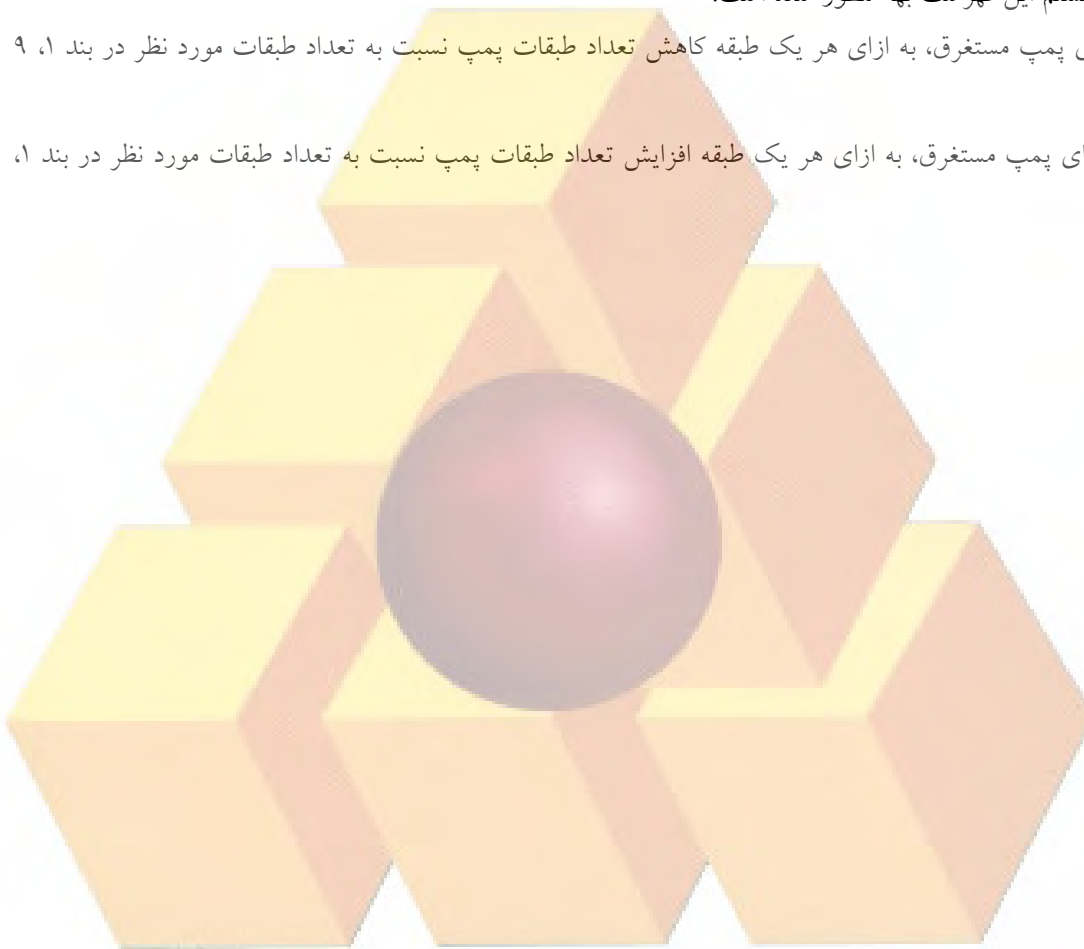 این فهرست بها منظور شده است.
پمپ مستغرق، به ازای هر یک طبقه کاهش تعداد طبقات پمپ نسبت به تعداد طبقات مورد نظر در بند ۱، ۹
پمپ مستغرق، به ازای هر یک طبقه افزایش تعداد طبقات پمپ نسبت به تعداد طبقات مورد نظر در بند ۱،